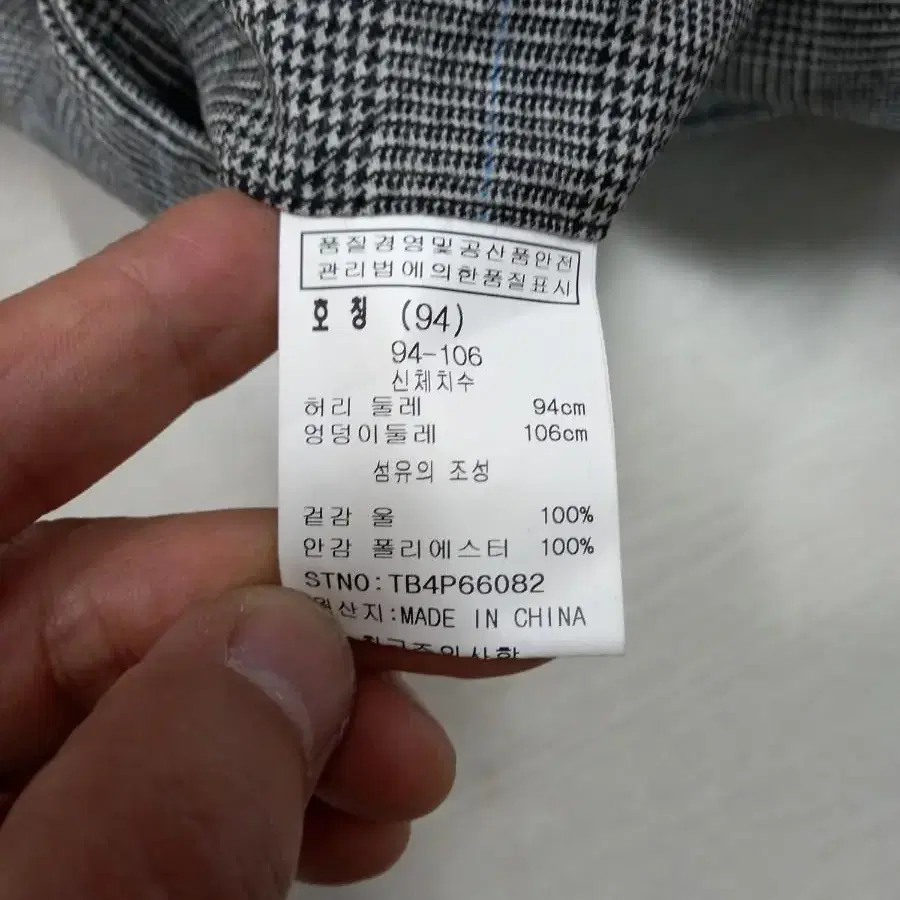 품질경영및공산품안전
관리법에의한품질표시
호칭 (94)
94-106
신체치수
허리 둘레 94cm
엉덩이둘레 106cm
섬유의 조성
겉감 울 100%
안감 폴리에스터 100%
STNO:TB4P66082
원산지:MADE IN CHINA